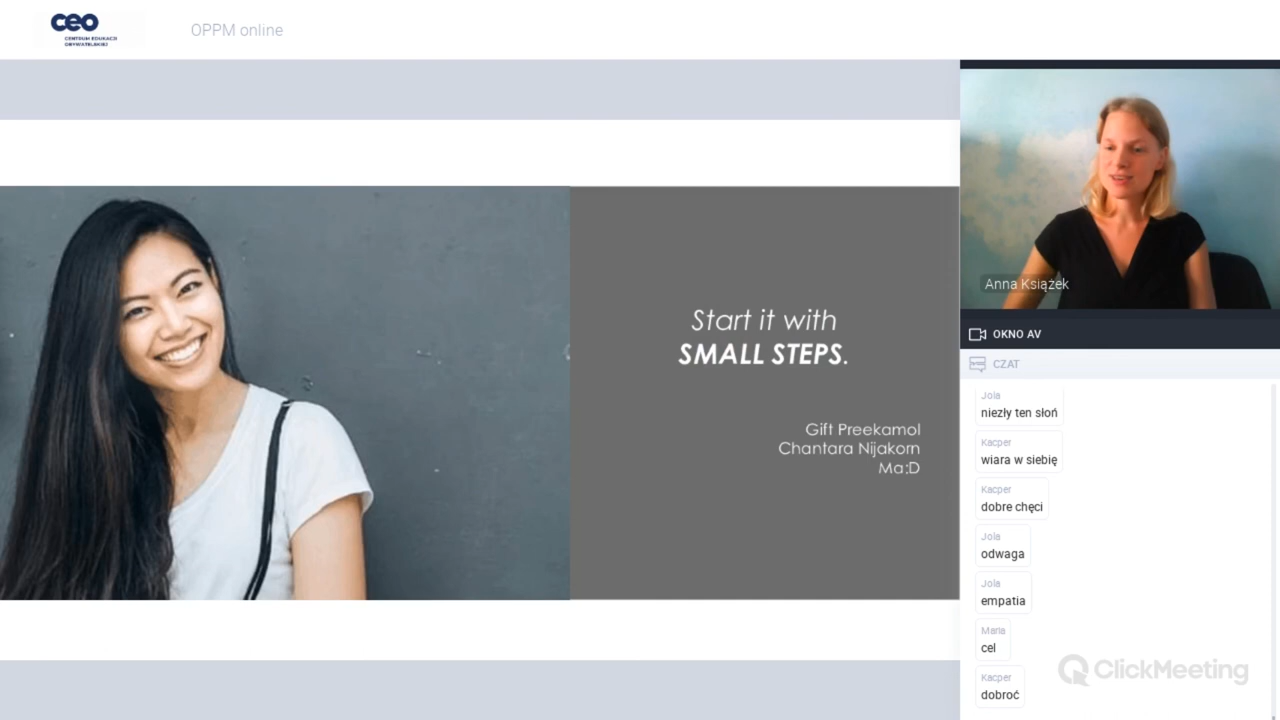 ceo
CENTRUM EDUKACJI
OBYWATELSKIEJ
OPPM online
Start it with
SMALL STEPS.
Gift Preekamol
Chantara Nijakorn
Ma:D
Anna Książek
OKNO AV
CZAT
Jola
niezły ten słoń
Kacper
wiara w siebię
Kacper
dobre chęci
Jola
odwaga
Jola
empatia
Maria
cel
Kacper
dobroć
ClickMeeting